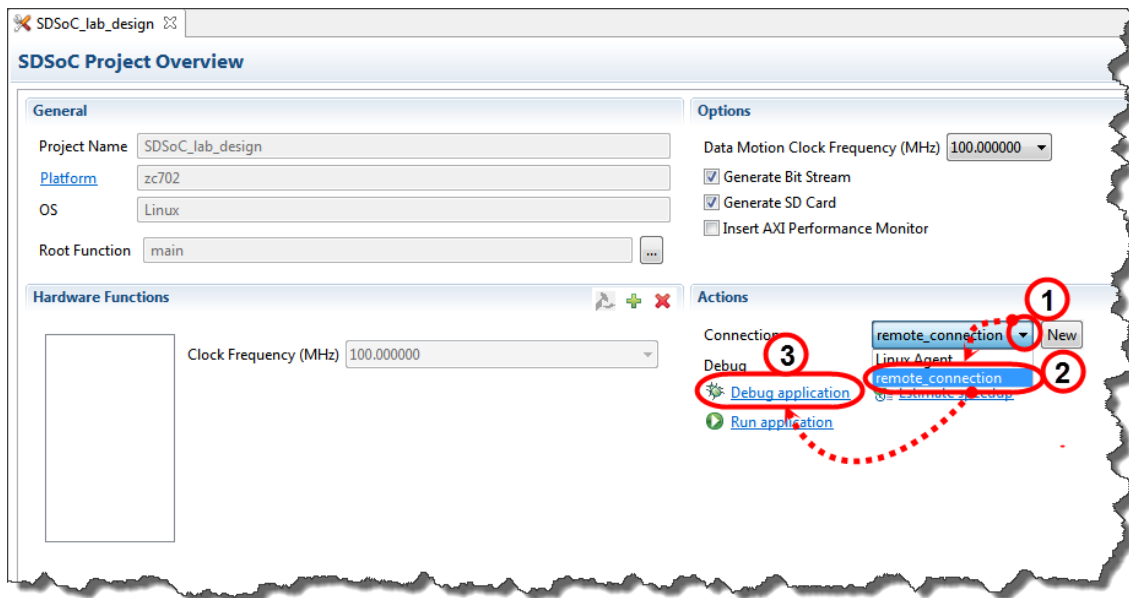 SDSoC_lab_design
SDSoC Project Overview
General
Project Name SDSoC_lab_design
Platform zc702
OS Linux
Root Function main ...
Options
Data Motion Clock Frequency (MHz) 100.000000
Generate Bit Stream
Generate SD Card
Insert AXI Performance Monitor
Hardware Functions
Clock Frequency (MHz) 100.000000
Actions
1
Connection remote_connection New
Linux Agent
3
Debug
remote_connection 2
Debug application Estimate speedup
Run application